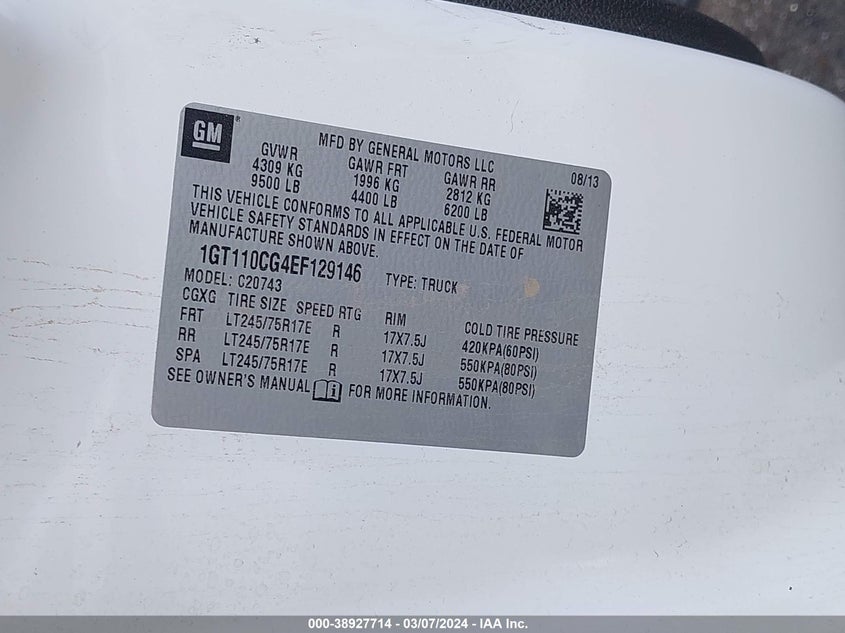 GM
MFD BY GENERAL MOTORS LLC
08/13
GVWR GAWR FRT GAWR RR
4309 KG 1996 KG 2812 KG
9500 LB 4400 LB 6200 LB
THIS VEHICLE CONFORMS TO ALL APPLICABLE U.S. FEDERAL MOTOR
VEHICLE SAFETY STANDARDS IN EFFECT ON THE DATE OF
MANUFACTURE SHOWN ABOVE.
1GT110CG4EF129146 TYPE: TRUCK
MODEL: C20743
CGXG TIRE SIZE SPEED RTG RIM COLD TIRE PRESSURE
FRT LT245/75R17E R 17X7.5J 420KPA(60PSI)
RR LT245/75R17E R 17X7.5J 550KPA(80PSI)
SPA LT245/75R17E R 17X7.5J 550KPA(80PSI)
SEE OWNER'S MANUAL FOR MORE INFORMATION.
000-38927714 - 03/07/2024 - IAA Inc.